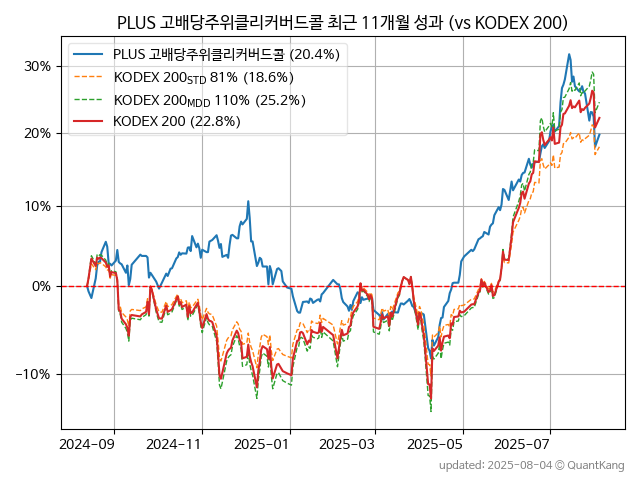 PLUS 고배당주위클리커버드콜 최근 11개월 성과 (vs KODEX 200)
PLUS 고배당주위클리커버드콜 (20.4%)
KODEX 200STD 81% (18.6%)
KODEX 200MDD 110% (25.2%)
KODEX 200 (22.8%)
30%
20%
10%
0%
−10%
2024-09
2024-11
2025-01
2025-03
2025-05
2025-07
updated: 2025-08-04 © QuantKang